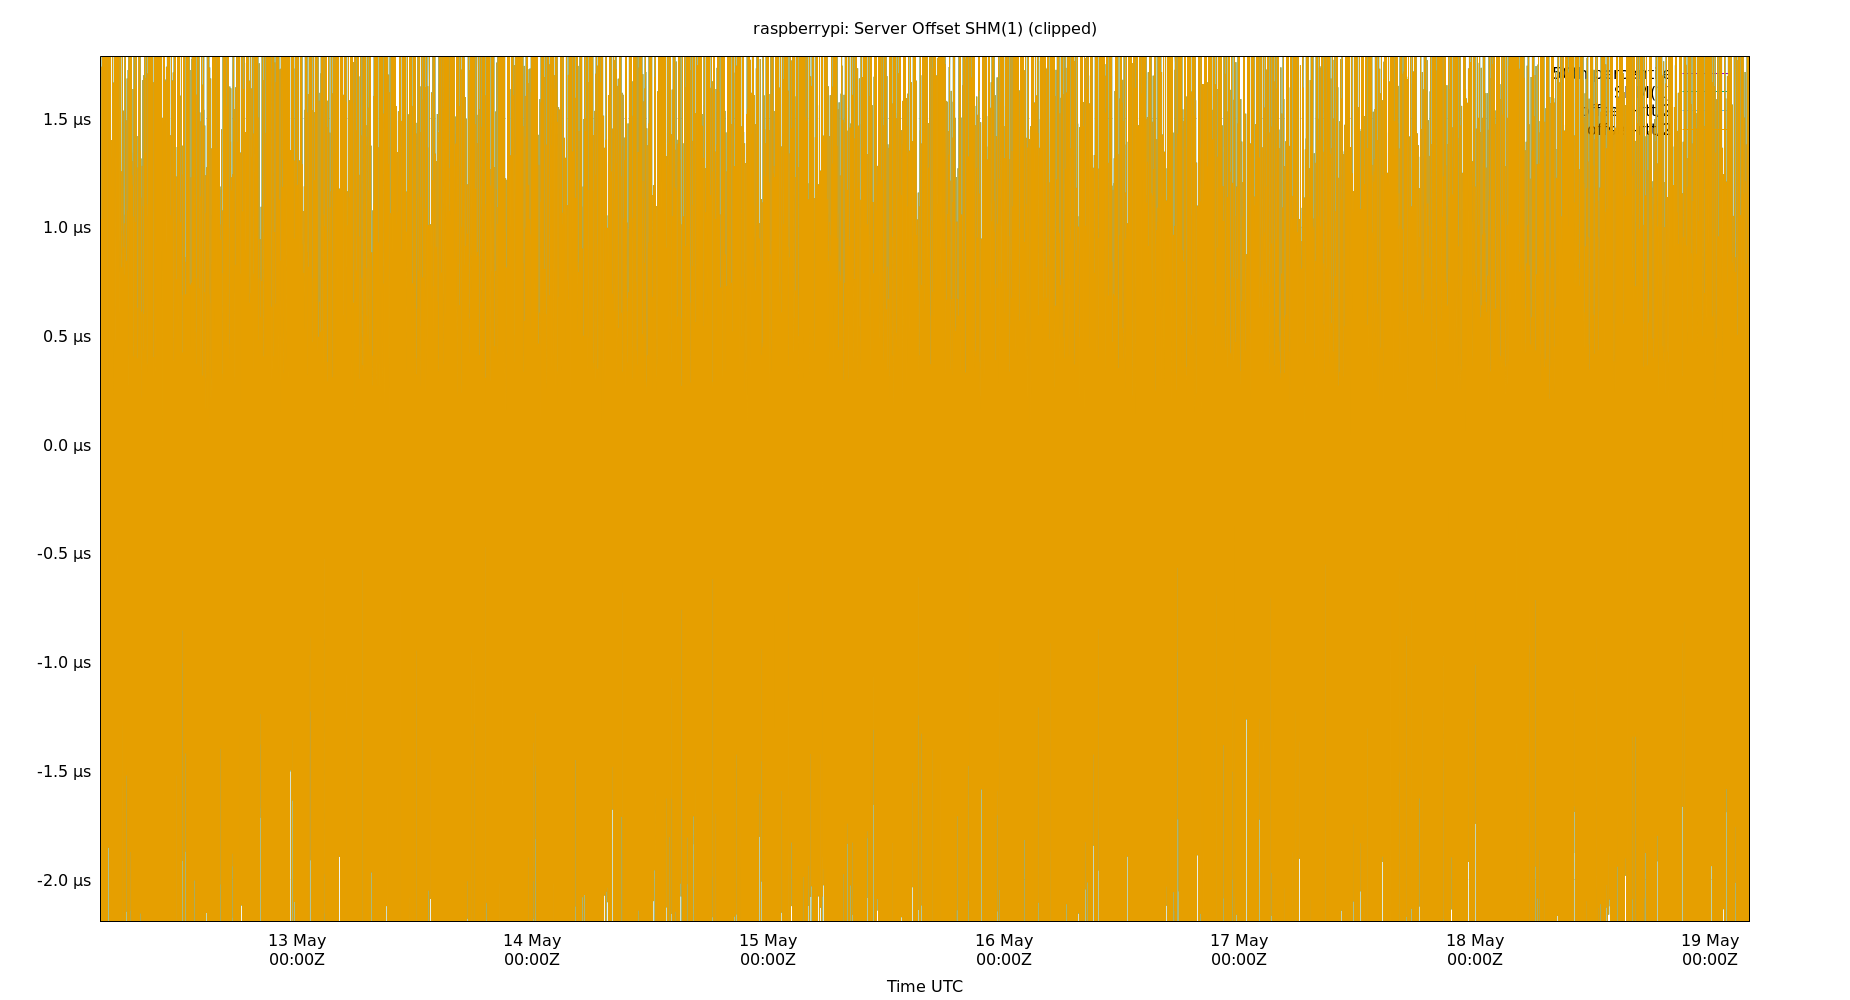 raspberrypi: Server Offset SHM(1) (clipped)
1.5 µs
1.0 µs
0.5 µs
0.0 µs
-0.5 µs
-1.0 µs
-1.5 µs
-2.0 µs
13 May
00:00Z
14 May
00:00Z
15 May
00:00Z
16 May
00:00Z
17 May
00:00Z
18 May
00:00Z
19 May
00:00Z
Time UTC